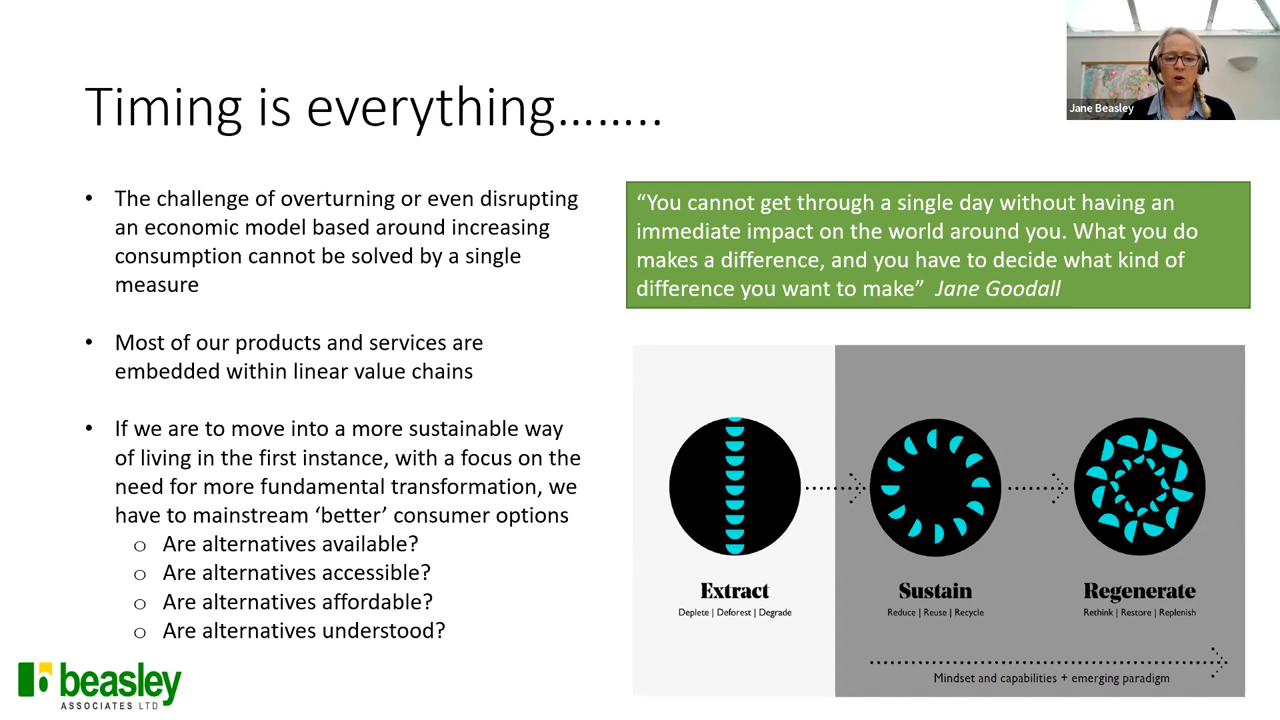 Jane Beasley
Timing is everything……..
• The challenge of overturning or even disrupting
an economic model based around increasing
consumption cannot be solved by a single
measure
• Most of our products and services are
embedded within linear value chains
• If we are to move into a more sustainable way
of living in the first instance, with a focus on the
need for more fundamental transformation, we
have to mainstream ‘better’ consumer options
o Are alternatives available?
o Are alternatives accessible?
o Are alternatives affordable?
o Are alternatives understood?
“You cannot get through a single day without having an
immediate impact on the world around you. What you do
makes a difference, and you have to decide what kind of
difference you want to make” Jane Goodall
Extract
Deplete | Deforest | Degrade
Sustain
Reduce | Reuse | Recycle
Regenerate
Rethink | Restore | Replenish
Mindset and capabilities + emerging paradigm
beasley
ASSOCIATES LTD